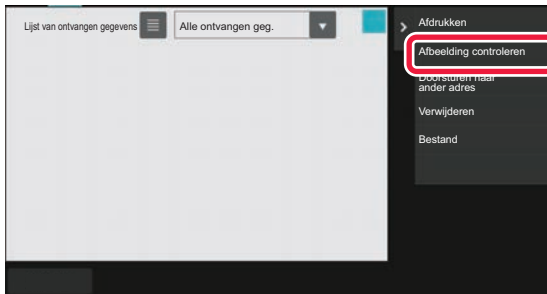 Lijst van ontvangen gegevens
Alle ontvangen geg.
Afdrukken
Afbeelding controleren
Doorsturen naar
ander adres
Verwijderen
Bestand